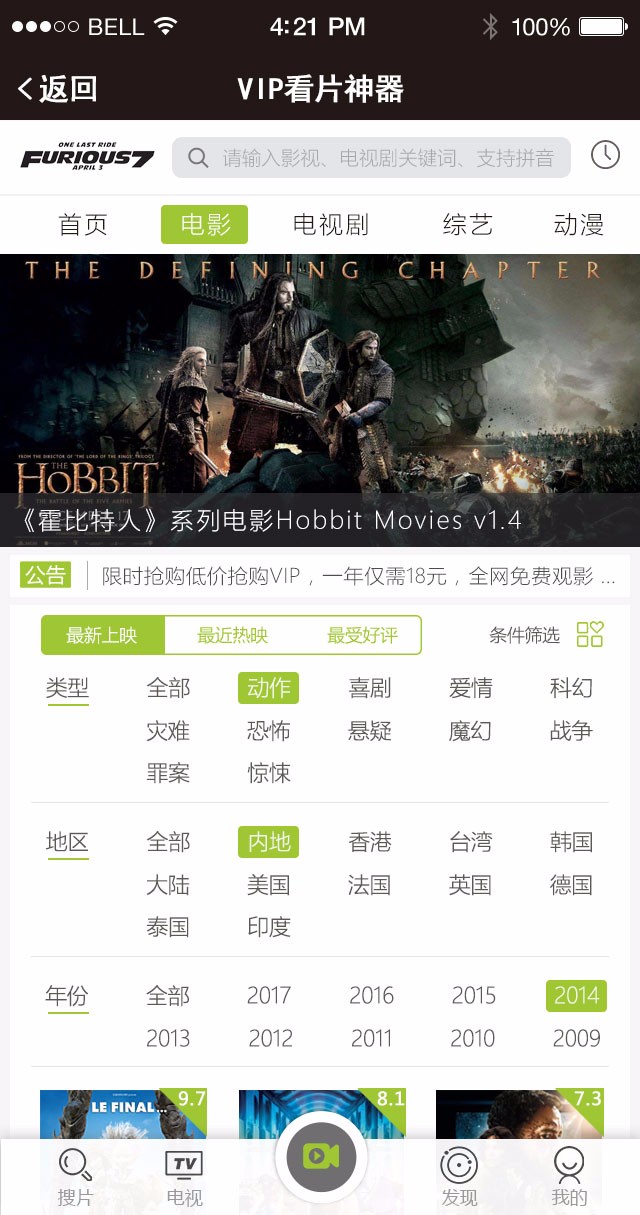 BELL 4:21 PM 100%
返回 VIP看片神器
ONE LAST RIDE
FURIOUS7
APRIL 3
请输入影视、电视剧关键词、支持拼音
首页 电影 电视剧 综艺 动漫
THE DEFINING CHAPTER
FROM THE DIRECTOR OF THE LORD OF THE RINGS TRILOGY
THE
HOBBIT
THE BATTLE OF THE FIVE ARMIES
《霍比特人》系列电影Hobbit Movies v1.4
公告 限时抢购低价抢购VIP，一年仅需18元，全网免费观影 ...
最新上映 最近热映 最受好评 条件筛选
类型 全部 动作 喜剧 爱情 科幻
灾难 恐怖 悬疑 魔幻 战争
罪案 惊悚
地区 全部 内地 香港 台湾 韩国
大陆 美国 法国 英国 德国
泰国 印度
年份 全部 2017 2016 2015 2014
2013 2012 2011 2010 2009
9.7 8.1 7.3
LE FINAL...
TV
搜片 电视 发现 我的